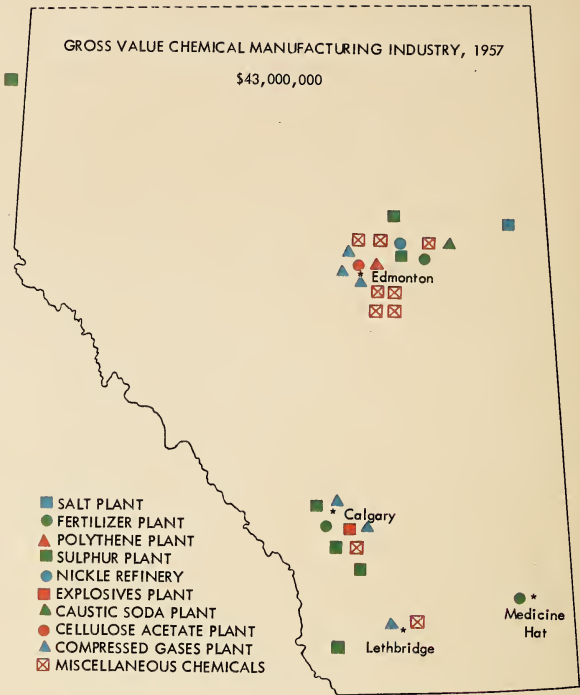 GROSS VALUE CHEMICAL MANUFACTURING INDUSTRY, 1957
$43,000,000
Edmonton
Calgary
SALT PLANT
FERTILIZER PLANT
POLYTHENE PLANT
SULPHUR PLANT
NICKLE REFINERY
EXPLOSIVES PLANT
CAUSTIC SODA PLANT
CELLULOSE ACETATE PLANT
COMPRESSED GASES PLANT
MISCELLANEOUS CHEMICALS
Lethbridge
Medicine
Hat